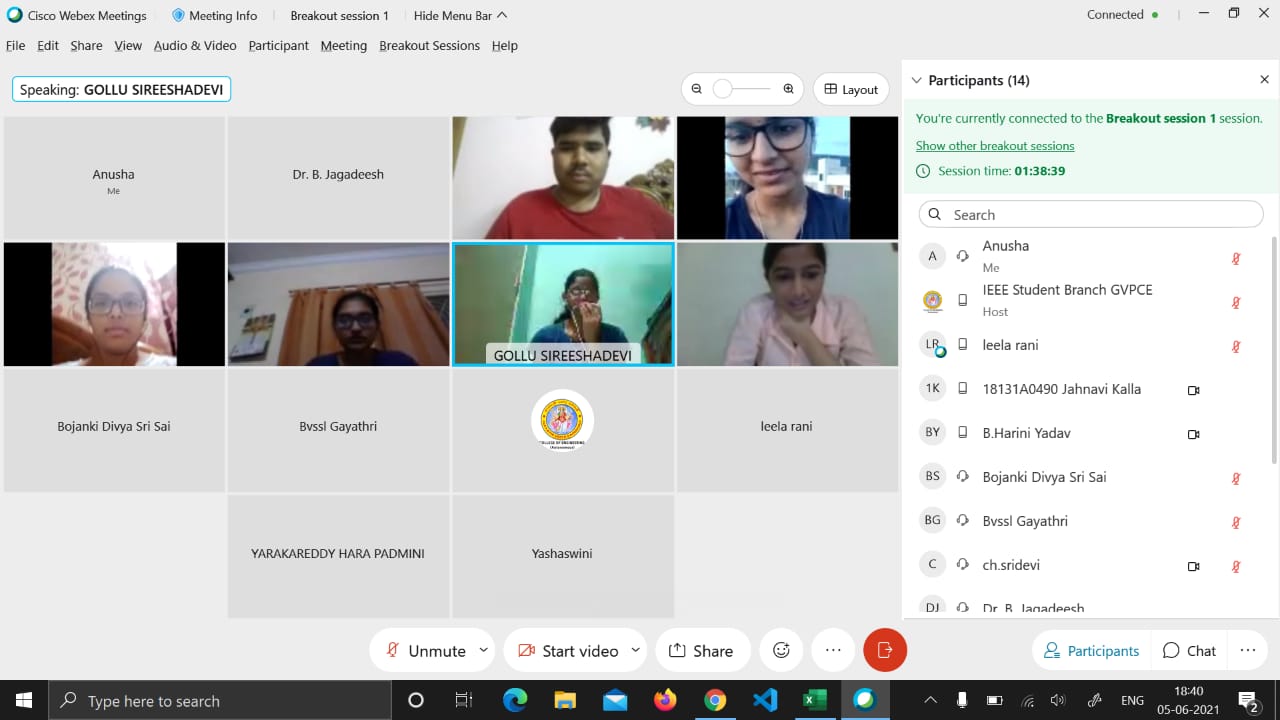 Cisco Webex Meetings
Meeting Info
Breakout session 1
Hide Menu Bar
Connected
File Edit Share View Audio & Video Participant Meeting Breakout Sessions Help
Speaking: GOLLU SIREESHADEVI
Layout
Anusha
Me
Dr. B. Jagadeesh
GOLLU SIREESHADEVI
Bojanki Divya Sri Sai
Bvssl Gayathri
COLLEGE OF ENGINEERING
(Autonomous)
leela rani
YARAKAREDDY HARA PADMINI
Yashaswini
Participants (14)
You're currently connected to the Breakout session 1 session.
Show other breakout sessions
Session time: 01:38:39
Search
A
Anusha
Me
IEEE Student Branch GVPCE
Host
LR
leela rani
1K
18131A0490 Jahnavi Kalla
BY
B.Harini Yadav
BS
Bojanki Divya Sri Sai
BG
Bvssl Gayathri
C
ch.sridevi
DJ
Dr. B. Jagadeesh
Unmute
Start video
Share
Participants
Chat
Type here to search
ENG
18:40
05-06-2021
2